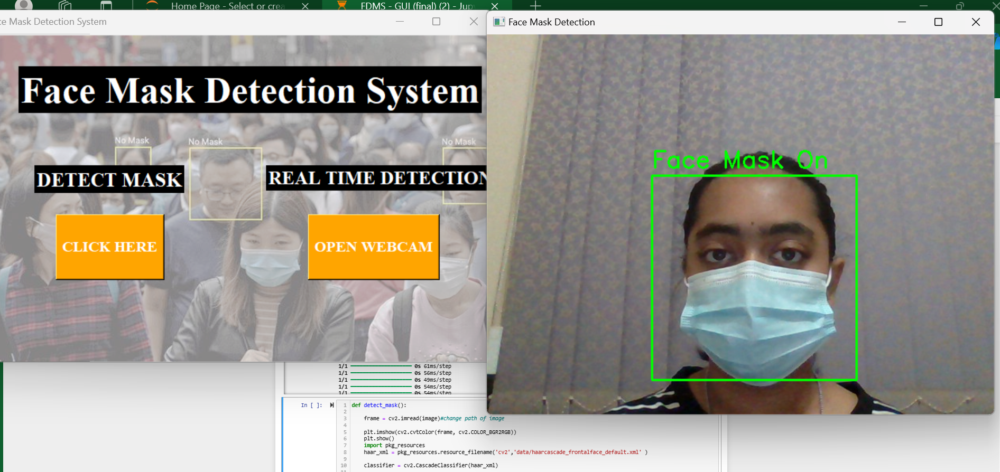 Home Page - Select or crea
FDMS - GUI (final) (2) - Jup
ce Mask Detection System
Face Mask Detection
Face Mask Detection System
No Mask
No Mask
No Mask
DETECT MASK
REAL TIME DETECTION
CLICK HERE
OPEN WEBCAM
Face Mask On
1/1 0s 61ms/step
1/1 0s 56ms/step
1/1 0s 49ms/step
1/1 0s 54ms/step
1/1 0s 54ms/step
In [ ]:
1 def detect_mask():
2
3 frame = cv2.imread(image)#change path of image
4
5 plt.imshow(cv2.cvtColor(frame, cv2.COLOR_BGR2RGB))
6 plt.show()
7 import pkg_resources
8 haar_xml = pkg_resources.resource_filename('cv2','data/haarcascade_frontalface_default.xml' )
9
10 classifier = cv2.CascadeClassifier(haar_xml)